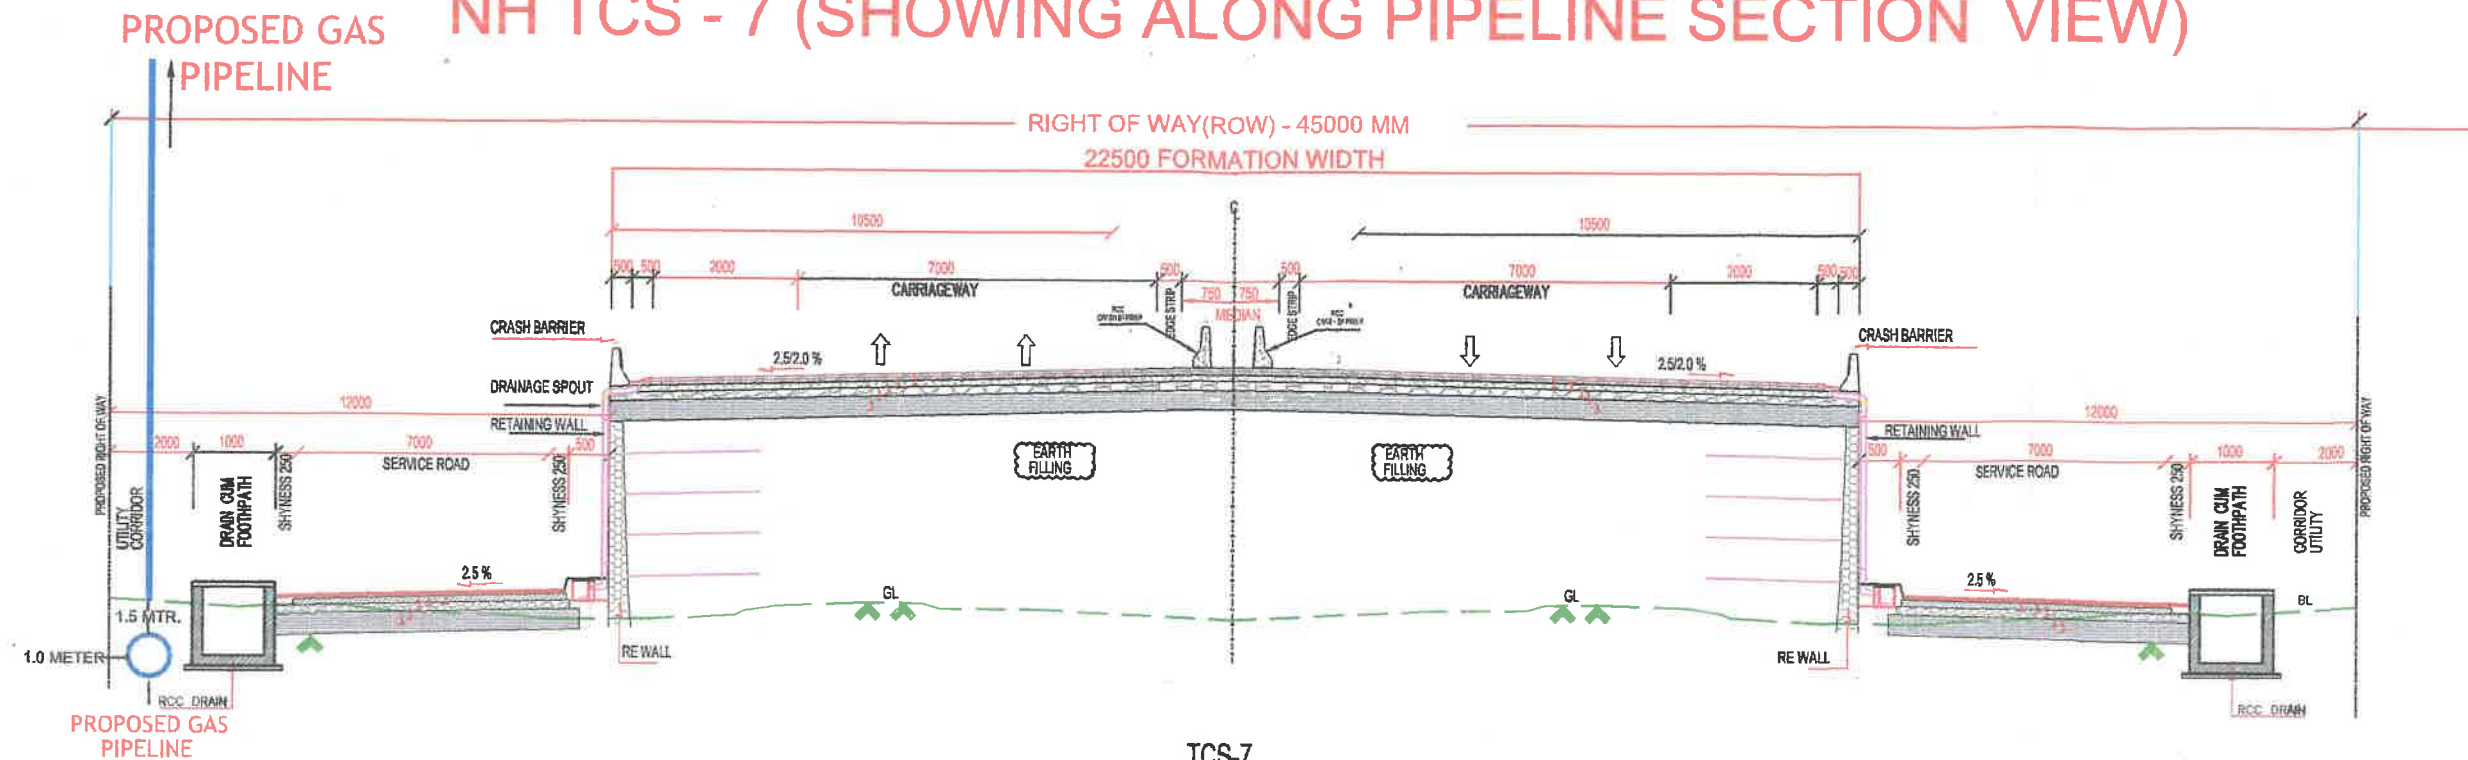 NH TCS - 7 (SHOWING ALONG PIPELINE SECTION VIEW)
PROPOSED GAS
PIPELINE
RIGHT OF WAY(ROW) - 45000 MM
22500 FORMATION WIDTH
10500
10500
500
500
2000
7000
500
500
7000
2000
500
500
CARRIAGEWAY
CARRIAGEWAY
EDGE STRIP
750
750
EDGE STRIP
MEDIAN
RCC
CRASH BARRIER
CRASH BARRIER
CRASH BARRIER
2.5/2.0 %
2.5/2.0 %
DRAINAGE SPOUT
RETAINING WALL
RETAINING WALL
12000
12000
PROPOSED RIGHT OF WAY
PROPOSED RIGHT OF WAY
2000
1000
7000
500
500
7000
1000
2000
SERVICE ROAD
SERVICE ROAD
EARTH
FILLING
EARTH
FILLING
UTILITY
CORRIDOR
DRAIN CUM
FOOTHPATH
SHYNESS 250
SHYNESS 250
SHYNESS 250
SHYNESS 250
DRAIN CUM
FOOTHPATH
CORRIDOR
UTILITY
2.5 %
2.5 %
GL
GL
BL
1.5 MTR.
1.0 METER
RE WALL
RE WALL
RCC DRAIN
RCC DRAIN
PROPOSED GAS
PIPELINE
TCS-7